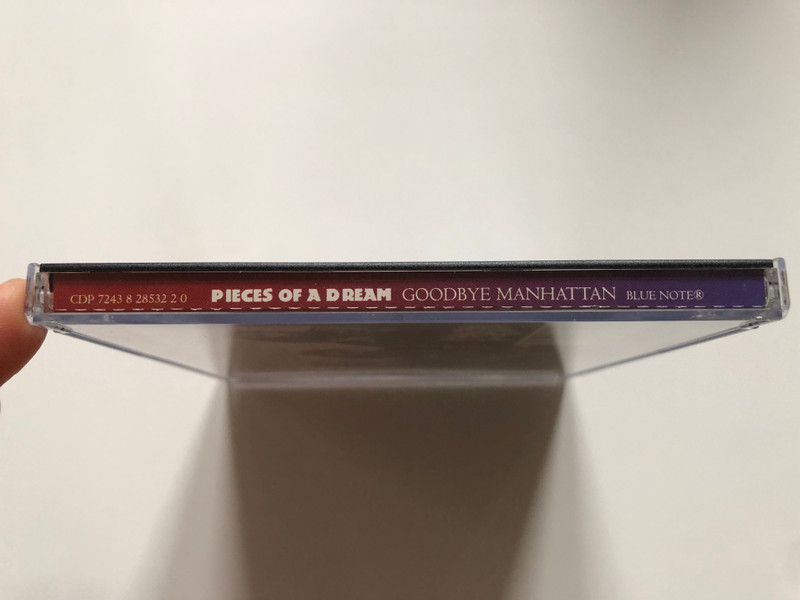 CDP 7243 8 28532 2 0 PIECES OF A DREAM GOODBYE MANHATTAN BLUE NOTE®